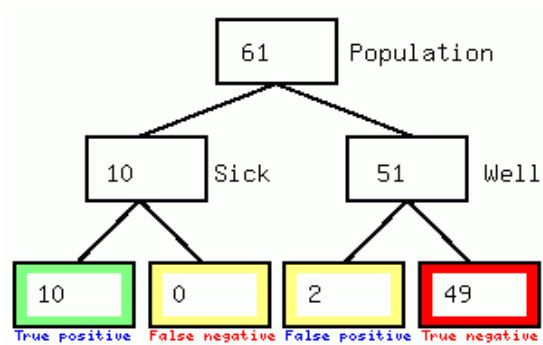 61 Population
10 Sick 51 Well
10 0 2 49
True positive False negative False positive True negative